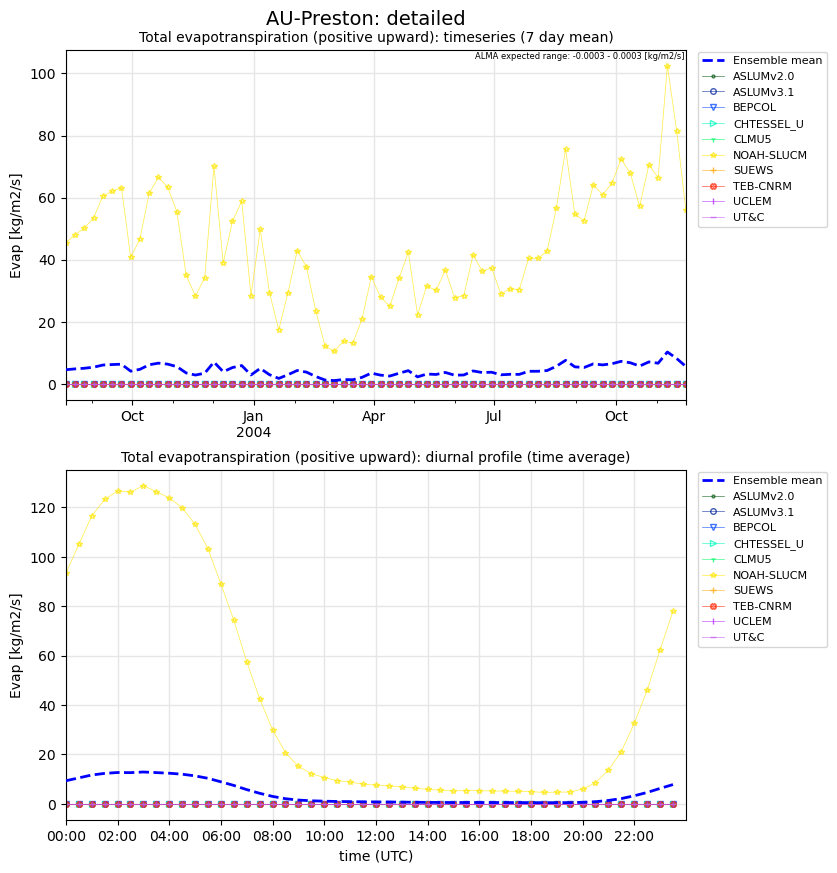 AU-Preston: detailed
Total evapotranspiration (positive upward): timeseries (7 day mean)
ALMA expected range: -0.0003 - 0.0003 [kg/m2/s]
Evap [kg/m2/s]
100
80
60
40
20
0
Oct
Jan
2004
Apr
Jul
Oct
Ensemble mean
ASLUMv2.0
ASLUMv3.1
BEPCOL
CHTESSEL_U
CLMU5
NOAH-SLUCM
SUEWS
TEB-CNRM
UCLEM
UT&C
Total evapotranspiration (positive upward): diurnal profile (time average)
Evap [kg/m2/s]
120
100
80
60
40
20
0
00:00 02:00 04:00 06:00 08:00 10:00 12:00 14:00 16:00 18:00 20:00 22:00
time (UTC)
Ensemble mean
ASLUMv2.0
ASLUMv3.1
BEPCOL
CHTESSEL_U
CLMU5
NOAH-SLUCM
SUEWS
TEB-CNRM
UCLEM
UT&C